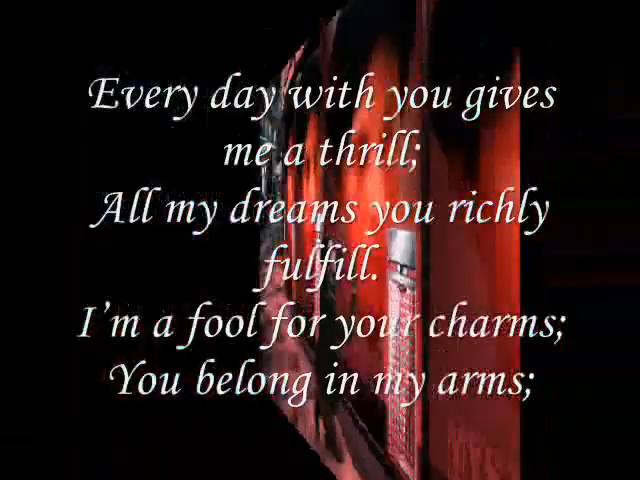 Every day with you gives
me a thrill;
All my dreams you richly
fulfill.
I'm a fool for your charms;
You belong in my arms;